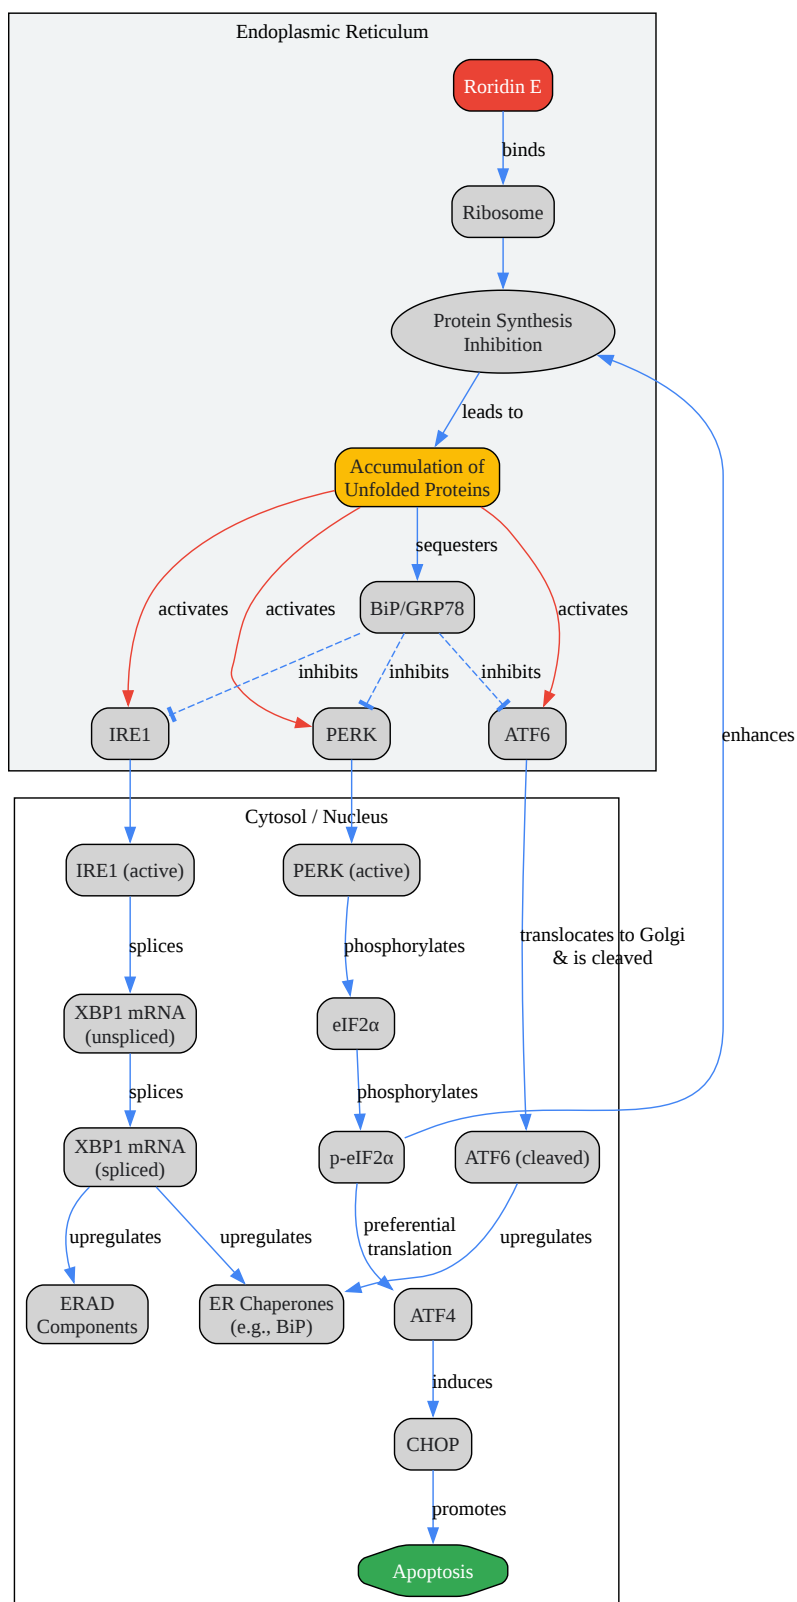 Endoplasmic Reticulum
Roridin E
binds
Ribosome
Protein Synthesis
Inhibition
leads to
Accumulation of
Unfolded Proteins
sequesters
activates
activates
BiP/GRP78
activates
inhibits
inhibits
inhibits
IRE1
PERK
ATF6
enhances
Cytosol / Nucleus
IRE1 (active)
PERK (active)
splices
phosphorylates
translocates to Golgi
& is cleaved
XBP1 mRNA
(unspliced)
eIF2α
splices
phosphorylates
XBP1 mRNA
(spliced)
p-eIF2α
ATF6 (cleaved)
upregulates
upregulates
preferential
translation
upregulates
ERAD
Components
ER Chaperones
(e.g., BiP)
ATF4
induces
CHOP
promotes
Apoptosis